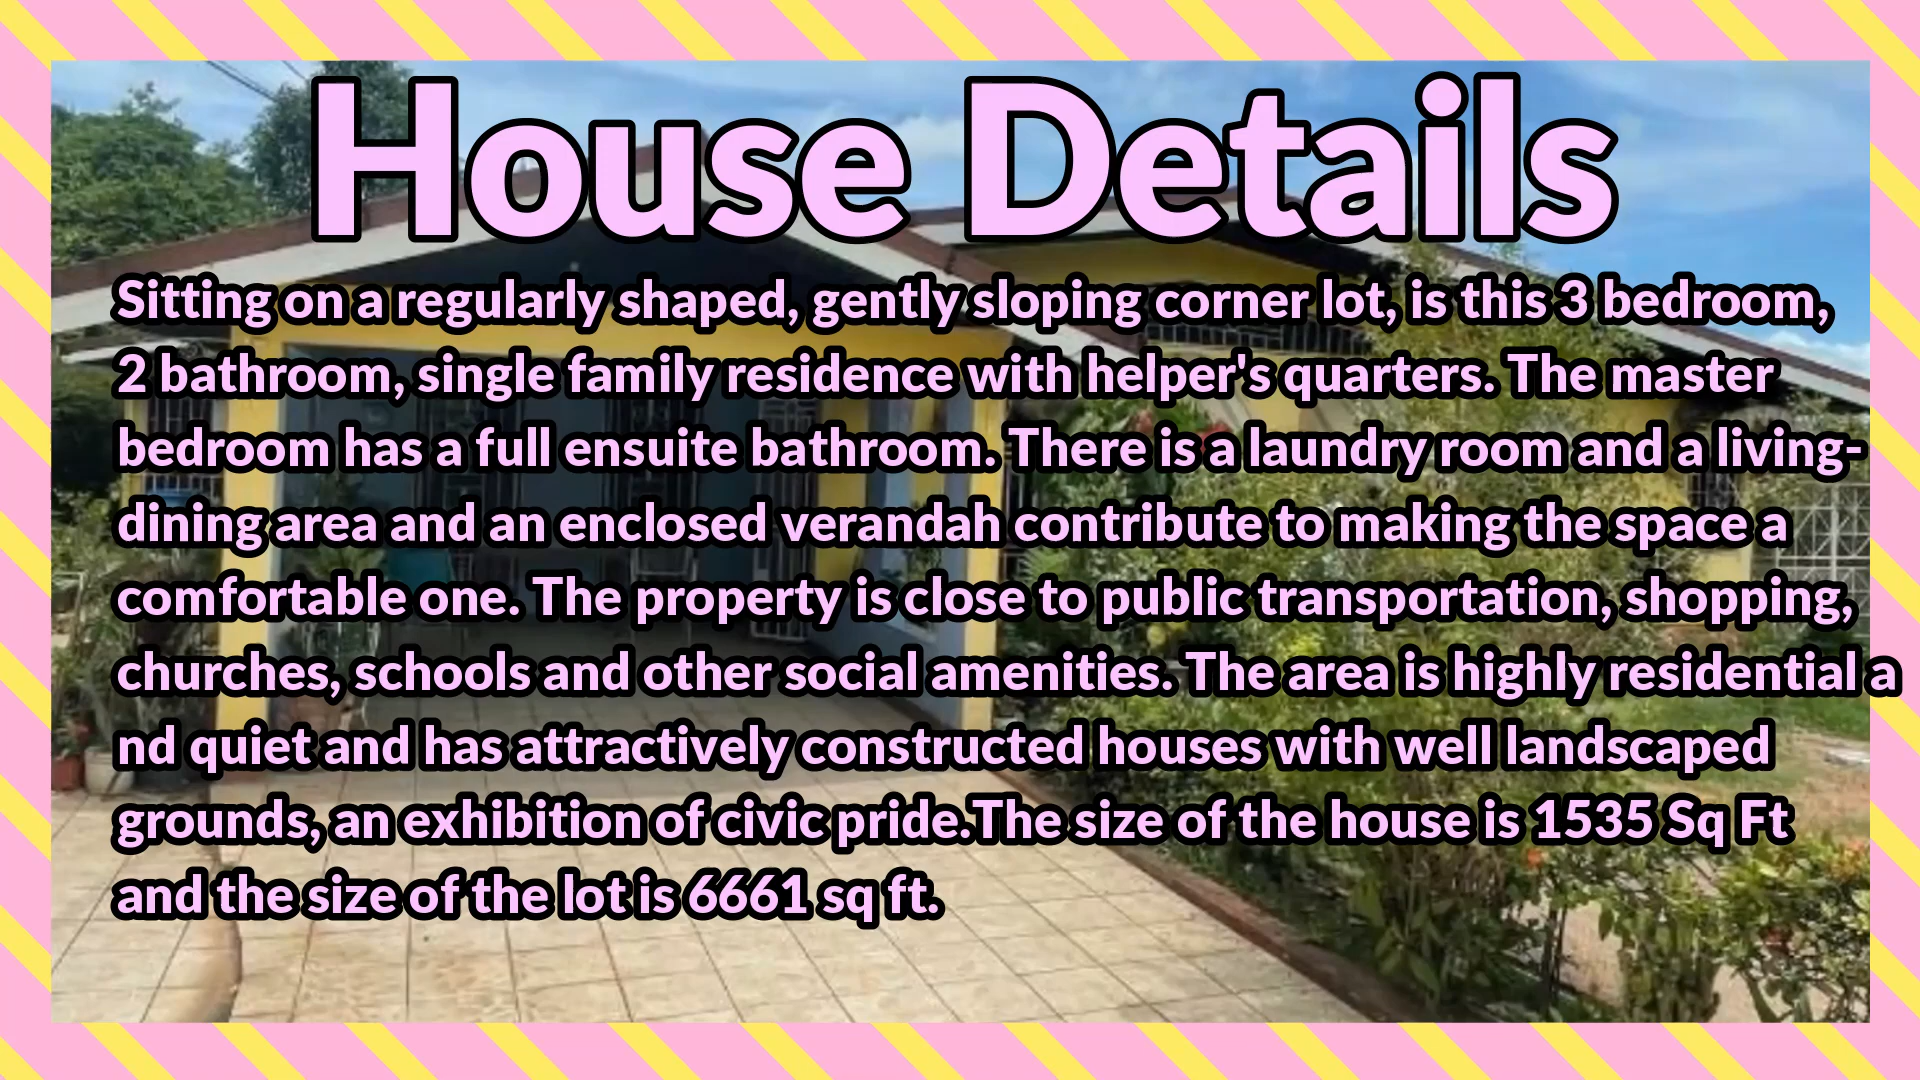 House Details
Sitting on a regularly shaped, gently sloping corner lot, is this 3 bedroom,
2 bathroom, single family residence with helper's quarters. The master
bedroom has a full ensuite bathroom. There is a laundry room and a living-
dining area and an enclosed verandah contribute to making the space a
comfortable one. The property is close to public transportation, shopping,
churches, schools and other social amenities. The area is highly residential a
nd quiet and has attractively constructed houses with well landscaped
grounds, an exhibition of civic pride.The size of the house is 1535 Sq Ft
and the size of the lot is 6661 sq ft.